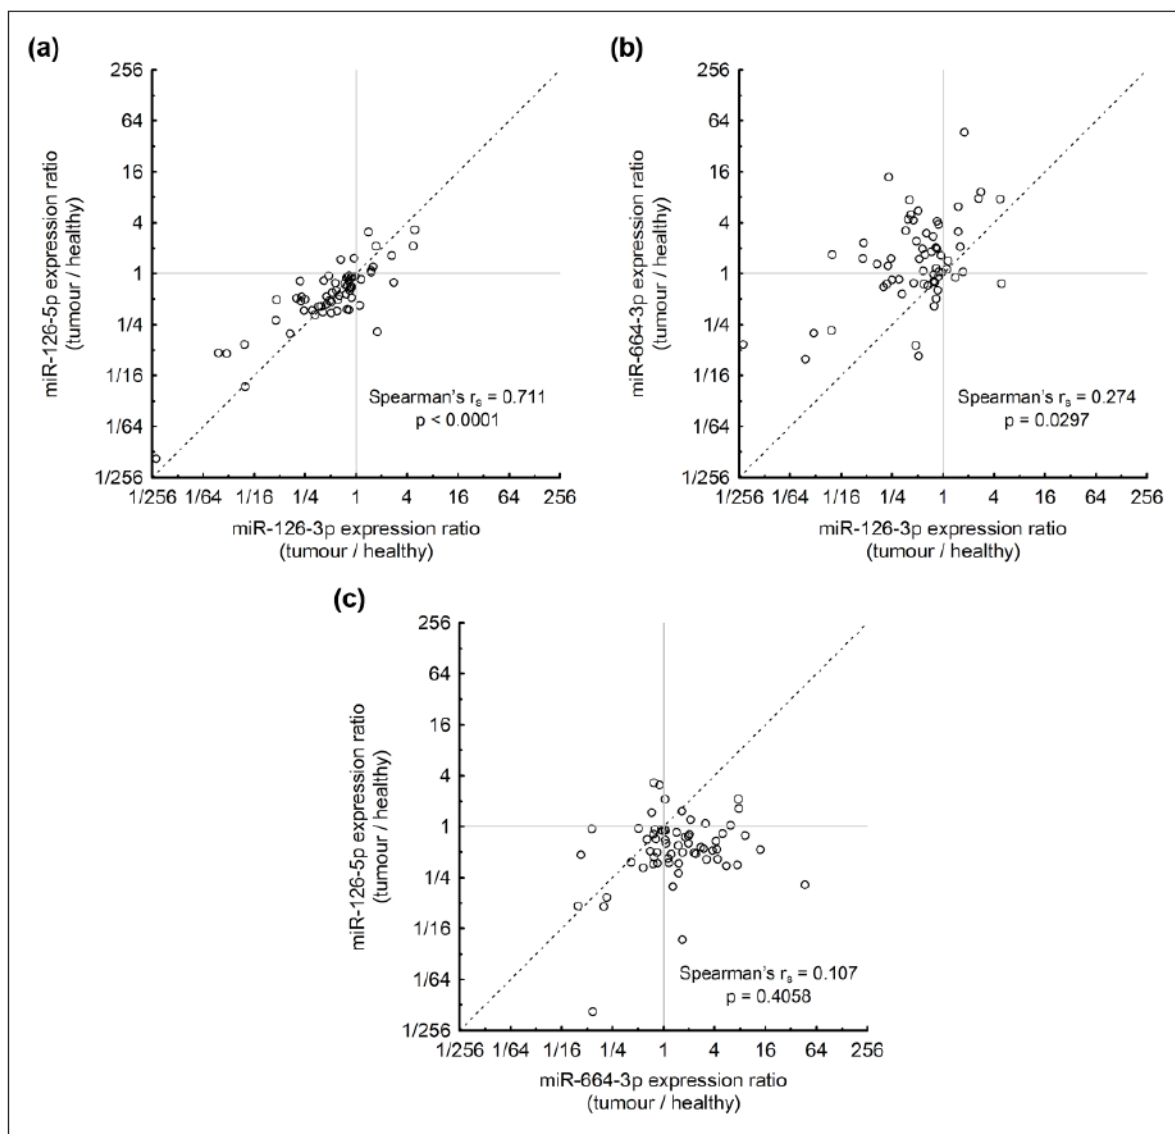 (a)
256
64
16
4
1
1/4
1/16
1/64
1/256
miR-126-5p expression ratio
(tumour / healthy)
Spearman's rs = 0.711
p < 0.0001
1/256 1/64 1/16 1/4 1 4 16 64 256
miR-126-3p expression ratio
(tumour / healthy)
(b)
256
64
16
4
1
1/4
1/16
1/64
1/256
miR-664-3p expression ratio
(tumour / healthy)
Spearman's rs = 0.274
p = 0.0297
1/256 1/64 1/16 1/4 1 4 16 64 256
miR-126-3p expression ratio
(tumour / healthy)
(c)
256
64
16
4
1
1/4
1/16
1/64
1/256
miR-126-5p expression ratio
(tumour / healthy)
Spearman's rs = 0.107
p = 0.4058
1/256 1/64 1/16 1/4 1 4 16 64 256
miR-664-3p expression ratio
(tumour / healthy)